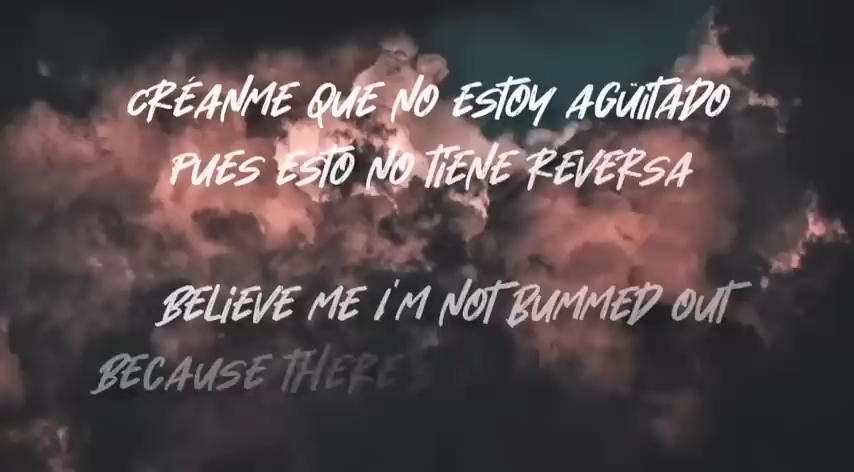 CRÉANME QUE NO ESTOY AGÜITADO
PUES ESTO NO TIENE REVERSA
BELIEVE ME I'M NOT BUMMED OUT
BECAUSE THERE